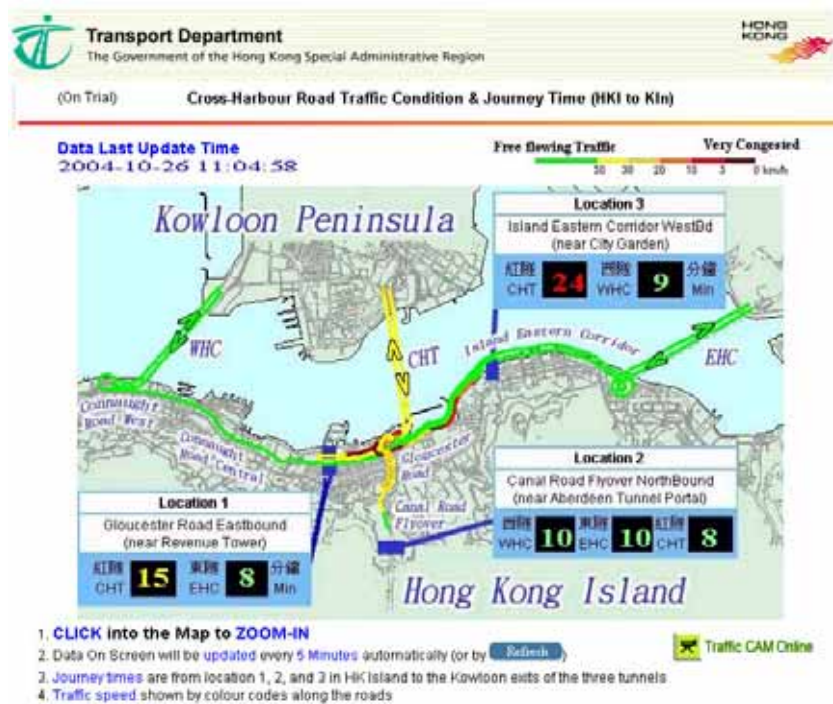 Transport Department
The Government of the Hong Kong Special Administrative Region
HONG
KONG
(On Trial) Cross-Harbour Road Traffic Condition & Journey Time (HKI to Kln)
Data Last Update Time
2004-10-26 11:04:58
Free flowing Traffic Very Congested
50 30 20 10 5 0 km/h
Kowloon Peninsula
Location 3
Island Eastern Corridor WestBd
(near City Garden)
紅隧 西隧 分鐘
CHT 24 WHC 9 Min
WHC
CHT
Island Eastern Corridor
EHC
Connaught
Road West
Connaught
Road Central
Gloucester
Road
Canal Road
Flyover
Location 2
Canal Road Flyover NorthBound
(near Aberdeen Tunnel Portal)
西隧 東隧 紅隧
WHC 10 EHC 10 CHT 8
Location 1
Gloucester Road Eastbound
(near Revenue Tower)
紅隧 東隧 分鐘
CHT 15 EHC 8 Min
Hong Kong Island
1. CLICK into the Map to ZOOM-IN
2. Data On Screen will be updated every 5 Minutes automatically (or by Refresh )
3. Journey times are from location 1, 2, and 3 in HK Island to the Kowloon exits of the three tunnels
4. Traffic speed shown by colour codes along the roads
Traffic CAM Online